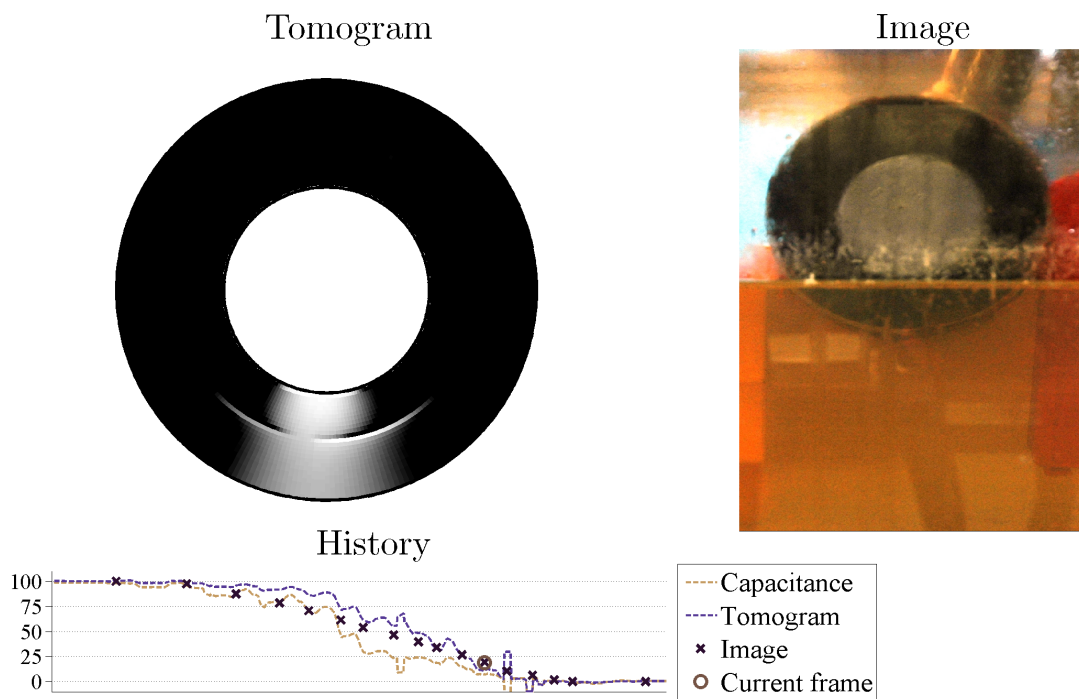 Tomogram
Image
History
100
75
50
25
0
Capacitance
Tomogram
Image
Current frame